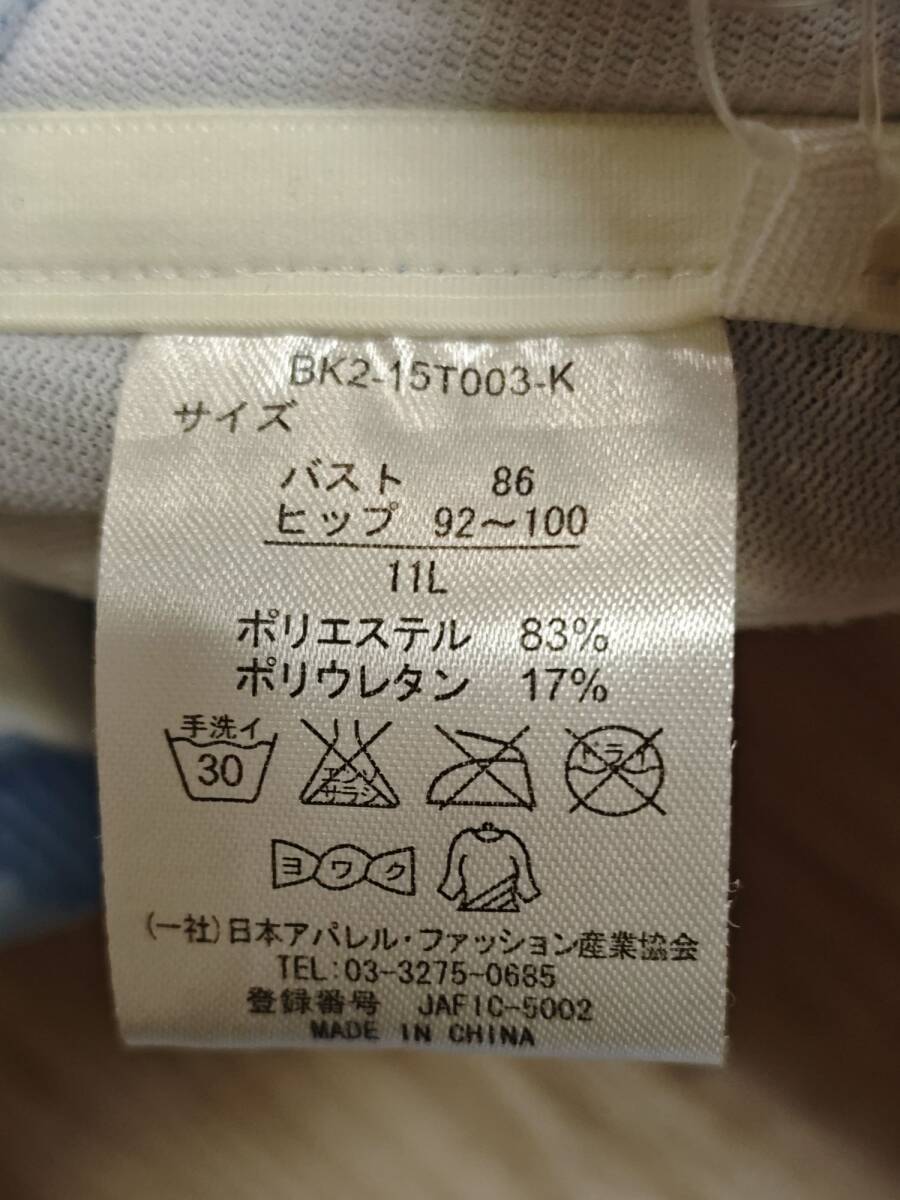 BK2-15T003-K
サイズ
バスト 86
ヒップ 92～100
11L
ポリエステル 83%
ポリウレタン 17%
手洗イ
30
エンソ
サラシ
ドライ
ヨワク
(一社)日本アパレル・ファッション産業協会
TEL:03-3275-0685
登録番号 JAFIC-5002
MADE IN CHINA